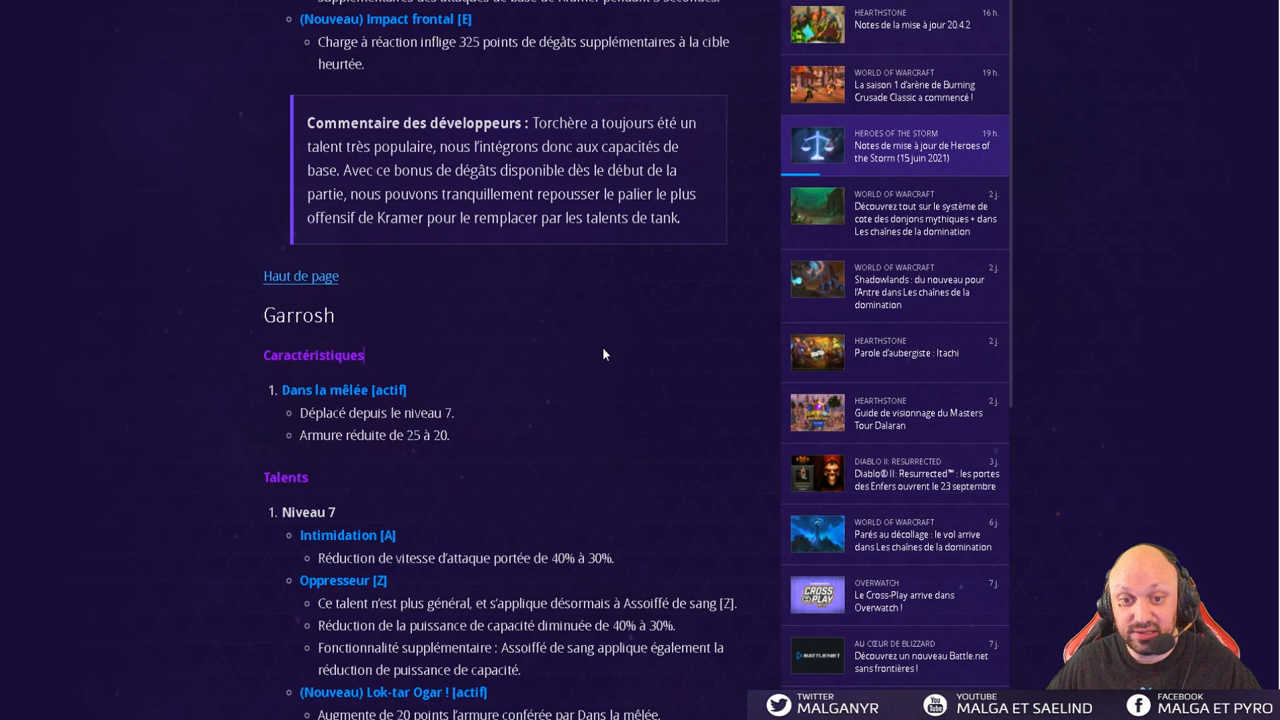 (Nouveau) Impact frontal [E]
Charge à réaction inflige 325 points de dégâts supplémentaires à la cible
heurtée.
Commentaire des développeurs : Torchère a toujours été un
talent très populaire, nous l'intégrons donc aux capacités de
base. Avec ce bonus de dégâts disponible dès le début de la
partie, nous pouvons tranquillement repousser le palier le plus
offensif de Kramer pour le remplacer par les talents de tank.
Haut de page
Garrosh
Caractéristiques
1. Dans la mêlée [actif]
Déplacé depuis le niveau 7.
Armure réduite de 25 à 20.
Talents
1. Niveau 7
Intimidation [A]
Réduction de vitesse d'attaque portée de 40% à 30%.
Oppresseur [Z]
Ce talent n'est plus général, et s'applique désormais à Assoiffé de sang [Z].
Réduction de la puissance de capacité diminuée de 40% à 30%.
Fonctionnalité supplémentaire : Assoiffé de sang applique également la
réduction de puissance de capacité.
(Nouveau) Lok-tar Ogar ! [actif]
Augmente de 20 points l'armure conférée par Dans la mêlée.
HEARTHSTONE 16 h.
Notes de la mise à jour 20.4.2
WORLD OF WARCRAFT 19 h.
La saison 1 d'arène de Burning
Crusade Classic a commencé !
HEROES OF THE STORM 19 h.
Notes de mise à jour de Heroes of
the Storm (15 juin 2021)
WORLD OF WARCRAFT 2 j.
Découvrez tout sur le système de
cote des donjons mythiques + dans
Les chaînes de la domination
WORLD OF WARCRAFT 2 j.
Shadowlands : du nouveau pour
l'Antre dans Les chaînes de la
domination
HEARTHSTONE 2 j.
Parole d'aubergiste : Itachi
HEARTHSTONE 2 j.
Guide de visionnage du Masters
Tour Dalaran
DIABLO II: RESURRECTED 3 j.
Diablo® II: Resurrected™ : les portes
des Enfers ouvrent le 23 septembre
WORLD OF WARCRAFT 6 j.
Parés au décollage : le vol arrive
dans Les chaînes de la domination
OVERWATCH 7 j.
Le Cross-Play arrive dans
Overwatch !
CROSS
PLAY
AU CŒUR DE BLIZZARD 7 j.
Découvrez un nouveau Battle.net
sans frontières !
BATTLE.NET
TWITTER
MALGANYR
YOUTUBE
MALGA ET SAELIND
FACEBOOK
MALGA ET PYRO